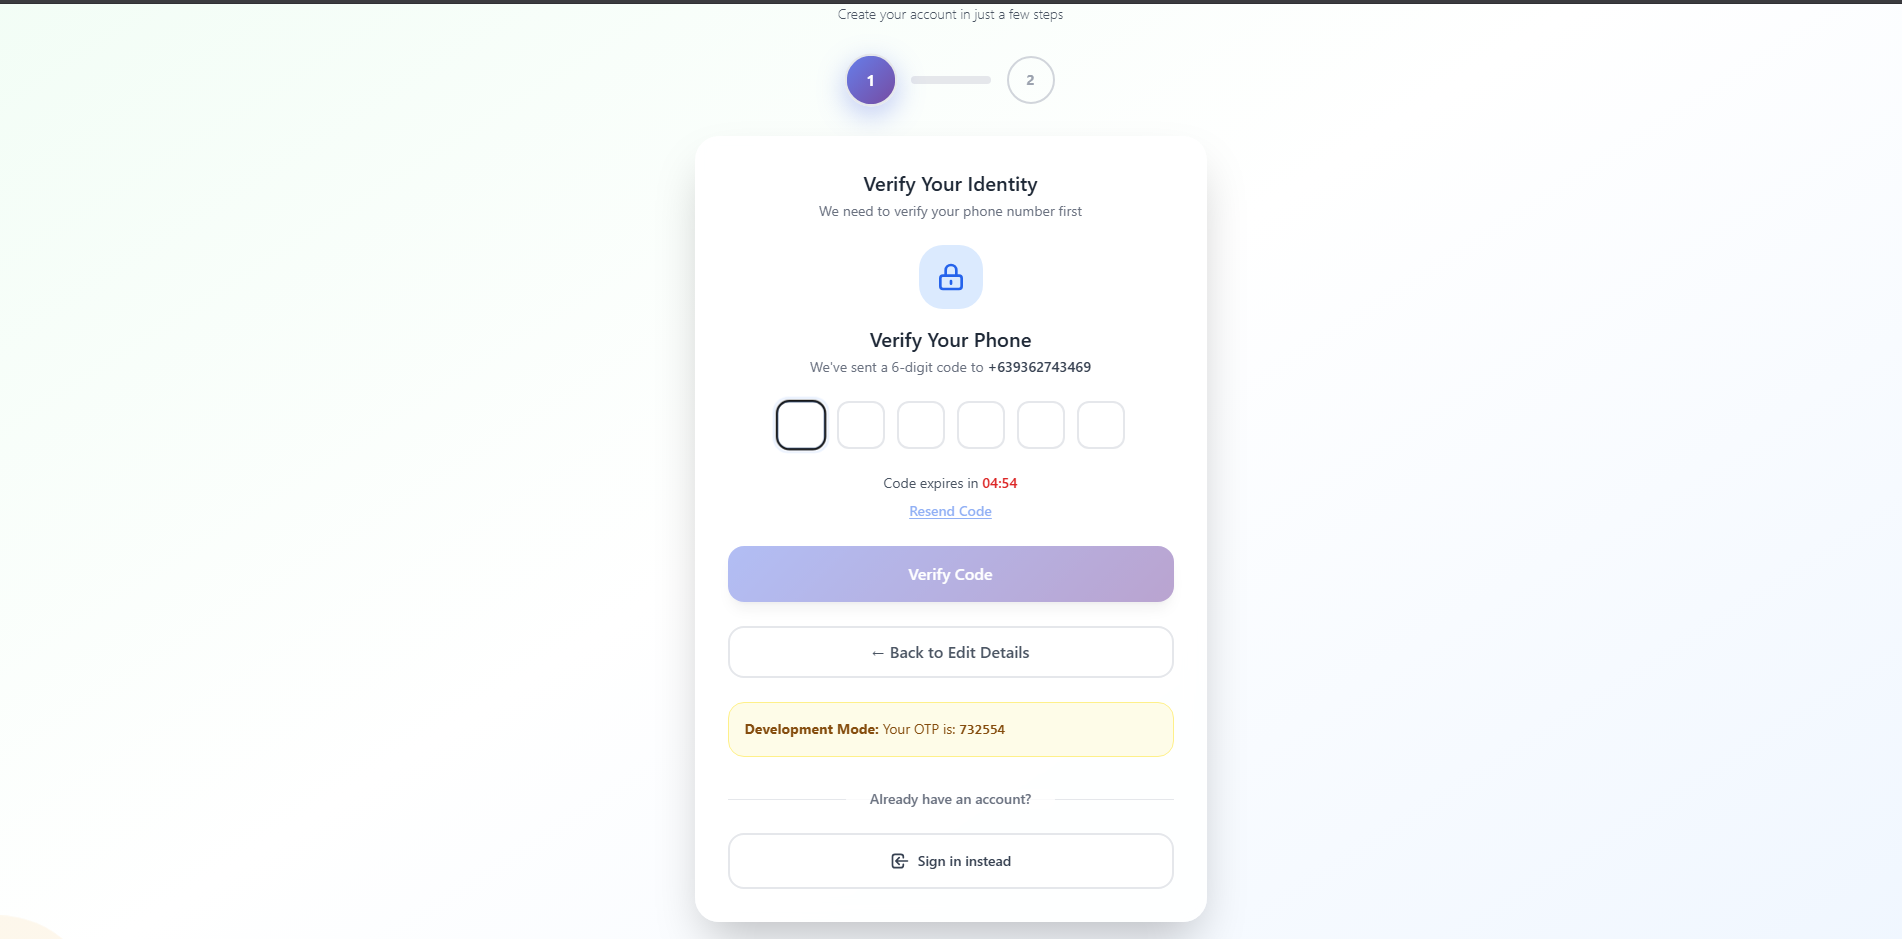 Create your account in just a few steps
1
2
Verify Your Identity
We need to verify your phone number first
Verify Your Phone
We've sent a 6-digit code to +639362743469
Code expires in 04:54
Resend Code
Verify Code
← Back to Edit Details
Development Mode: Your OTP is: 732554
Already have an account?
Sign in instead